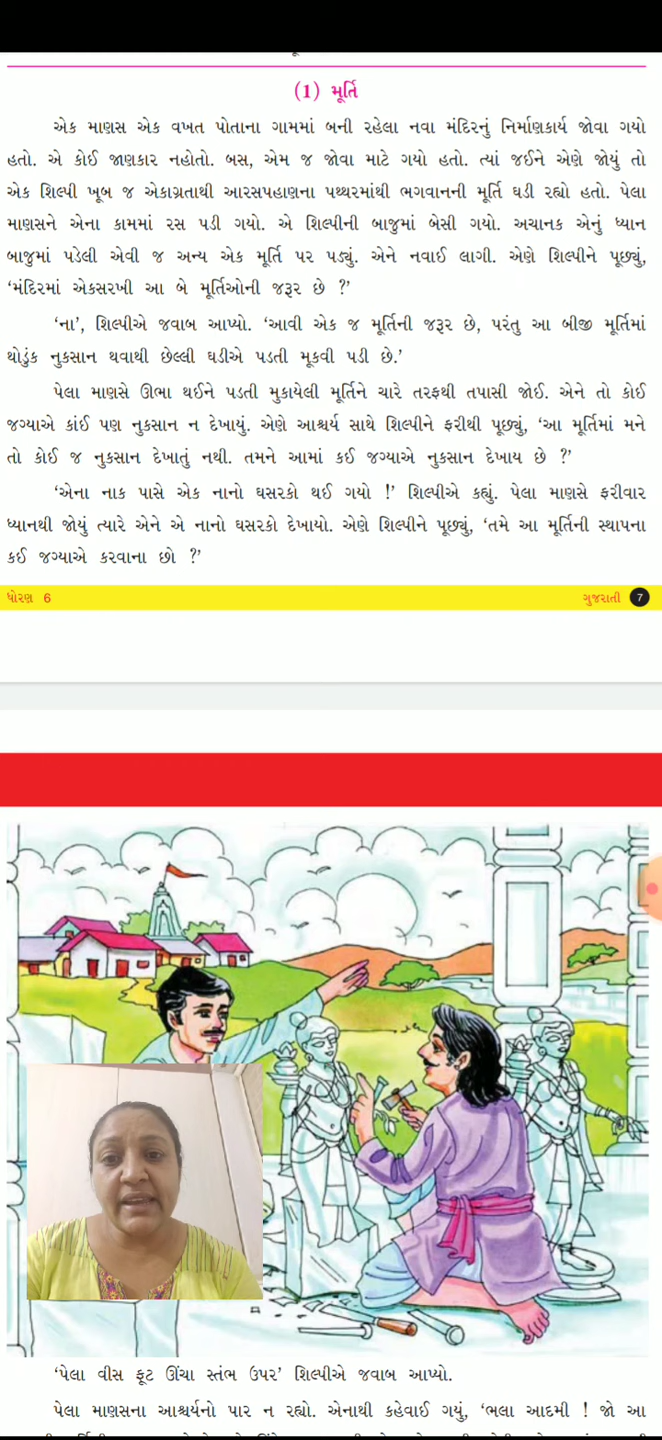 (1) મૂર્તિ
એક માણસ એક વખત પોતાના ગામમાં બની રહેલા નવા મંદિરનું નિર્માણકાર્ય જોવા ગયો
હતો. એ કોઈ જાણકાર નહોતો. બસ, એમ જ જોવા માટે ગયો હતો. ત્યાં જઈને એણે જોયું તો
એક શિલ્પી ખૂબ જ એકાગ્રતાથી આરસપહાણના પથ્થરમાંથી ભગવાનની મૂર્તિ ઘડી રહ્યો હતો. પેલા
માણસને એના કામમાં રસ પડી ગયો. એ શિલ્પીની બાજુમાં બેસી ગયો. અચાનક એનું ધ્યાન
બાજુમાં પડેલી એવી જ અન્ય એક મૂર્તિ પર પડ્યું. એને નવાઈ લાગી. એણે શિલ્પીને પૂછ્યું,
‘મંદિરમાં એકસરખી આ બે મૂર્તિઓની જરૂર છે ?’
‘ના’, શિલ્પીએ જવાબ આપ્યો. ‘આવી એક જ મૂર્તિની જરૂર છે, પરંતુ આ બીજી મૂર્તિમાં
થોડુંક નુકસાન થવાથી છેલ્લી ઘડીએ પડતી મૂકવી પડી છે.’
પેલા માણસે ઊભા થઈને પડતી મુકાયેલી મૂર્તિને ચારે તરફથી તપાસી જોઈ. એને તો કોઈ
જગ્યાએ કાંઈ પણ નુકસાન ન દેખાયું. એણે આશ્ચર્ય સાથે શિલ્પીને ફરીથી પૂછ્યું, ‘આ મૂર્તિમાં મને
તો કોઈ જ નુકસાન દેખાતું નથી. તમને આમાં કઈ જગ્યાએ નુકસાન દેખાય છે ?’
‘એના નાક પાસે એક નાનો ઘસરકો થઈ ગયો !’ શિલ્પીએ કહ્યું. પેલા માણસે ફરીવાર
ધ્યાનથી જોયું ત્યારે એને એ નાનો ઘસરકો દેખાયો. એણે શિલ્પીને પૂછ્યું, ‘તમે આ મૂર્તિની સ્થાપના
કઈ જગ્યાએ કરવાના છો ?’
ધોરણ 6
ગુજરાતી 7
‘પેલા વીસ ફૂટ ઊંચા સ્તંભ ઉપર’ શિલ્પીએ જવાબ આપ્યો.
પેલા માણસના આશ્ચર્યનો પાર ન રહ્યો. એનાથી કહેવાઈ ગયું, ‘ભલા આદમી ! જો આ